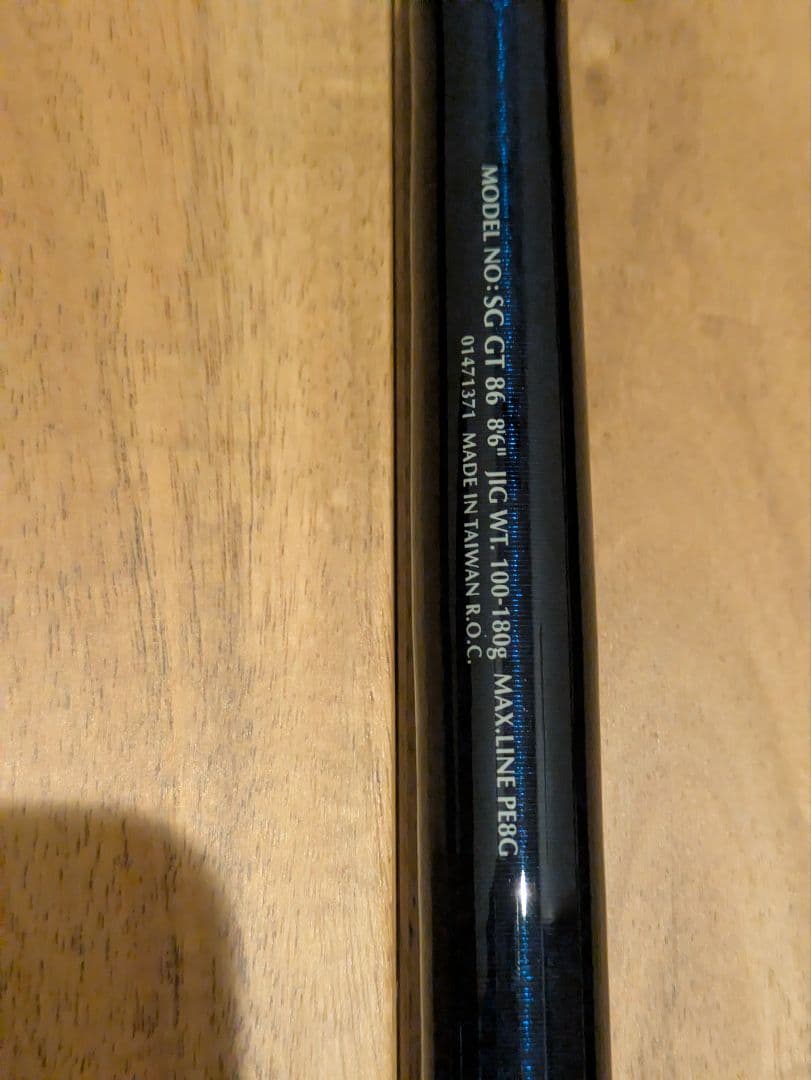 MODEL NO:SG GT 86 8'6" JIG WT. 100-180g MAX.LINE PE8G
01471371 MADE IN TAIWAN R.O.C.